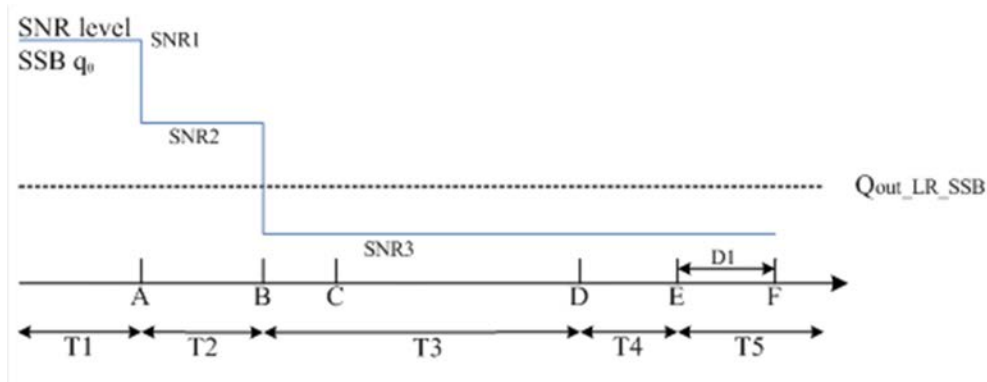 SNR level
SNR1
SSB q₀
SNR2
Qout_LR_SSB
SNR3
D1
A B C D E F
T1 T2 T3 T4 T5